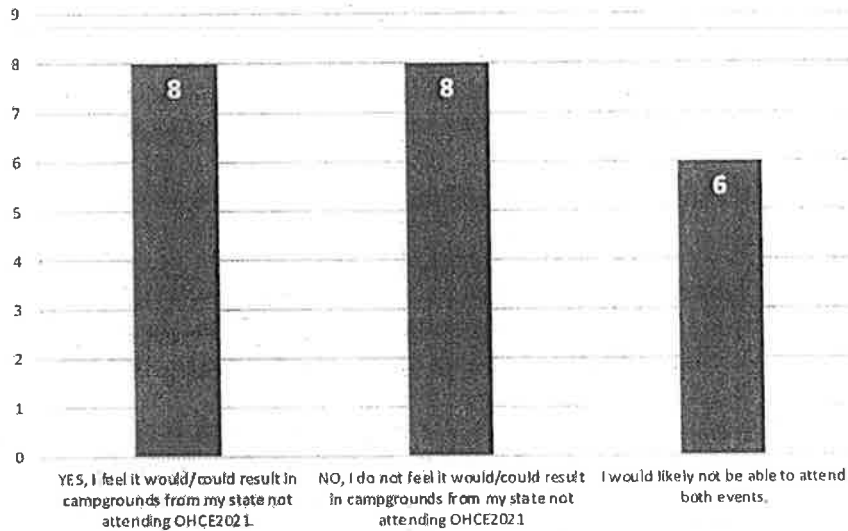 9
8
7
6
5
4
3
2
1
0
8
8
6
YES, I feel it would/could result in
campgrounds from my state not
attending OHCE2021.
NO, I do not feel it would/could result
in campgrounds from my state not
attending OHCE2021
I would likely not be able to attend
both events.